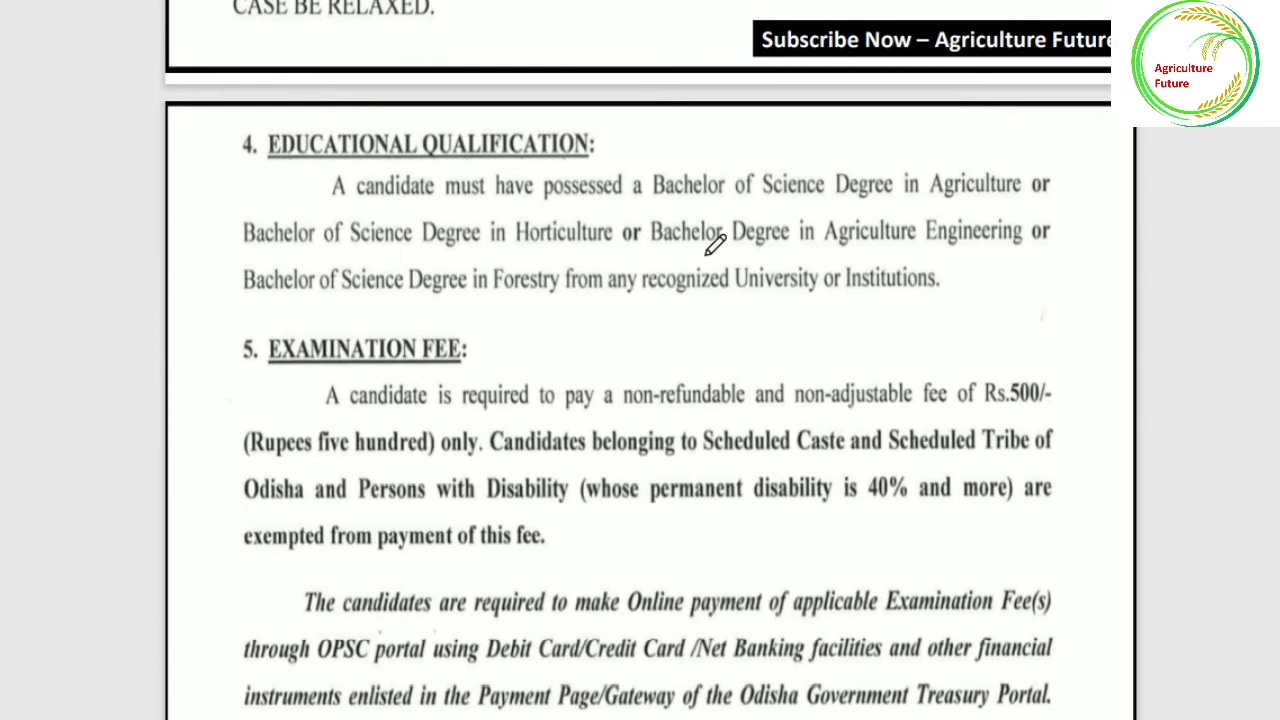 CASE BE RELAXED.
Subscribe Now – Agriculture Future
Agriculture
Future
4. EDUCATIONAL QUALIFICATION:
A candidate must have possessed a Bachelor of Science Degree in Agriculture or
Bachelor of Science Degree in Horticulture or Bachelor Degree in Agriculture Engineering or
Bachelor of Science Degree in Forestry from any recognized University or Institutions.
5. EXAMINATION FEE:
A candidate is required to pay a non-refundable and non-adjustable fee of Rs.500/-
(Rupees five hundred) only. Candidates belonging to Scheduled Caste and Scheduled Tribe of
Odisha and Persons with Disability (whose permanent disability is 40% and more) are
exempted from payment of this fee.
The candidates are required to make Online payment of applicable Examination Fee(s)
through OPSC portal using Debit Card/Credit Card /Net Banking facilities and other financial
instruments enlisted in the Payment Page/Gateway of the Odisha Government Treasury Portal.